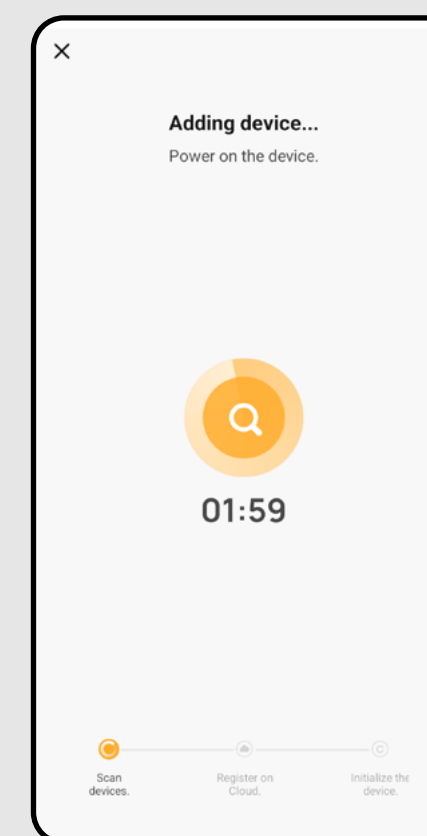 Adding device...
Power on the device.
01:59
Scan
devices.
Register on
Cloud.
Initialize the
device.